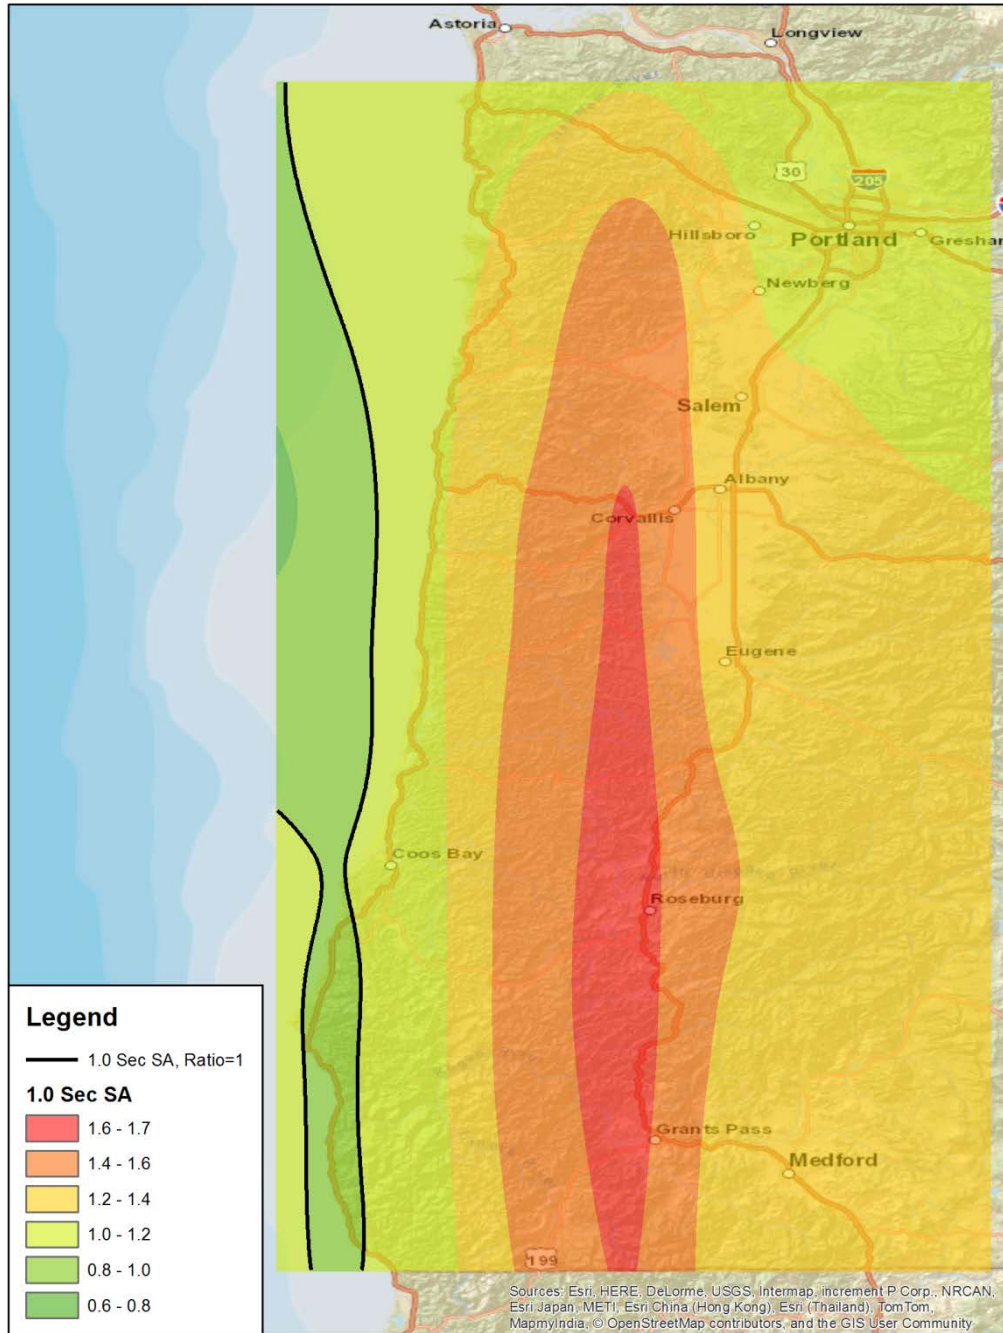 Astoria
Longview
30
205
Hillsboro
Portland
Gresham
Newberg
Salem
Albany
Corvallis
Eugene
Coos Bay
Roseburg
Grants Pass
Medford
199
Legend
1.0 Sec SA, Ratio=1
1.0 Sec SA
1.6 - 1.7
1.4 - 1.6
1.2 - 1.4
1.0 - 1.2
0.8 - 1.0
0.6 - 0.8
Sources: Esri, HERE, DeLorme, USGS, Intermap, increment P Corp., NRCAN,
Esri Japan, METI, Esri China (Hong Kong), Esri (Thailand), TomTom,
MapmyIndia, © OpenStreetMap contributors, and the GIS User Community